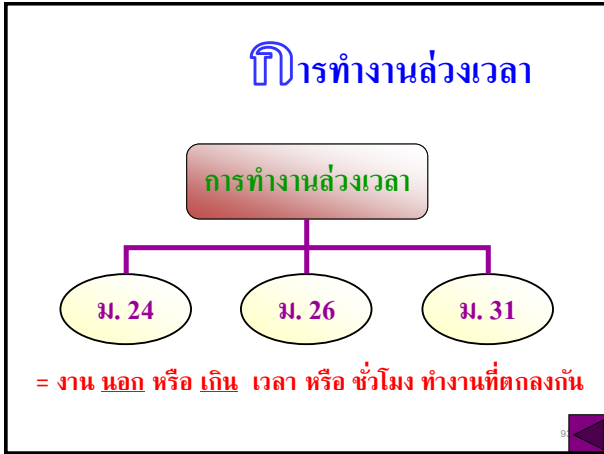 การทำงานล่วงเวลา
การทำงานล่วงเวลา
ม. 24 ม. 26 ม. 31
= งาน นอก หรือ เกิน เวลา หรือ ชั่วโมง ทำงานที่ตกลงกัน